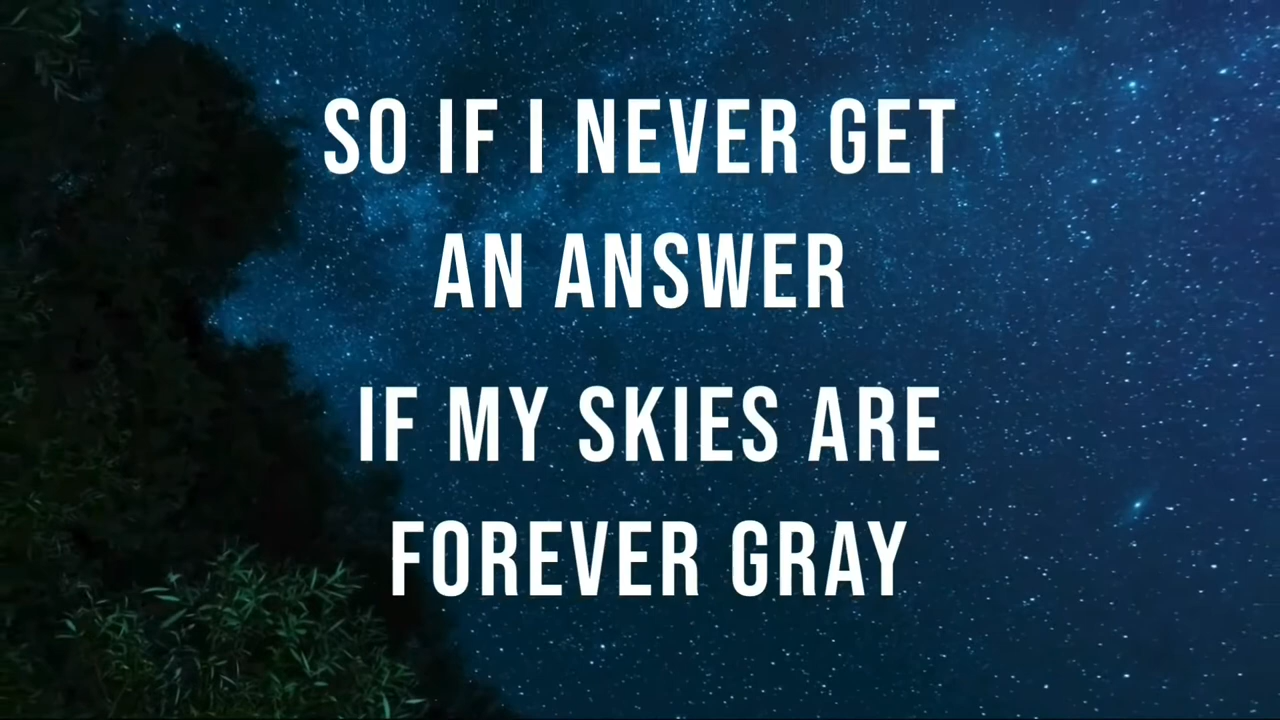 SO IF I NEVER GET
AN ANSWER
IF MY SKIES ARE
FOREVER GRAY